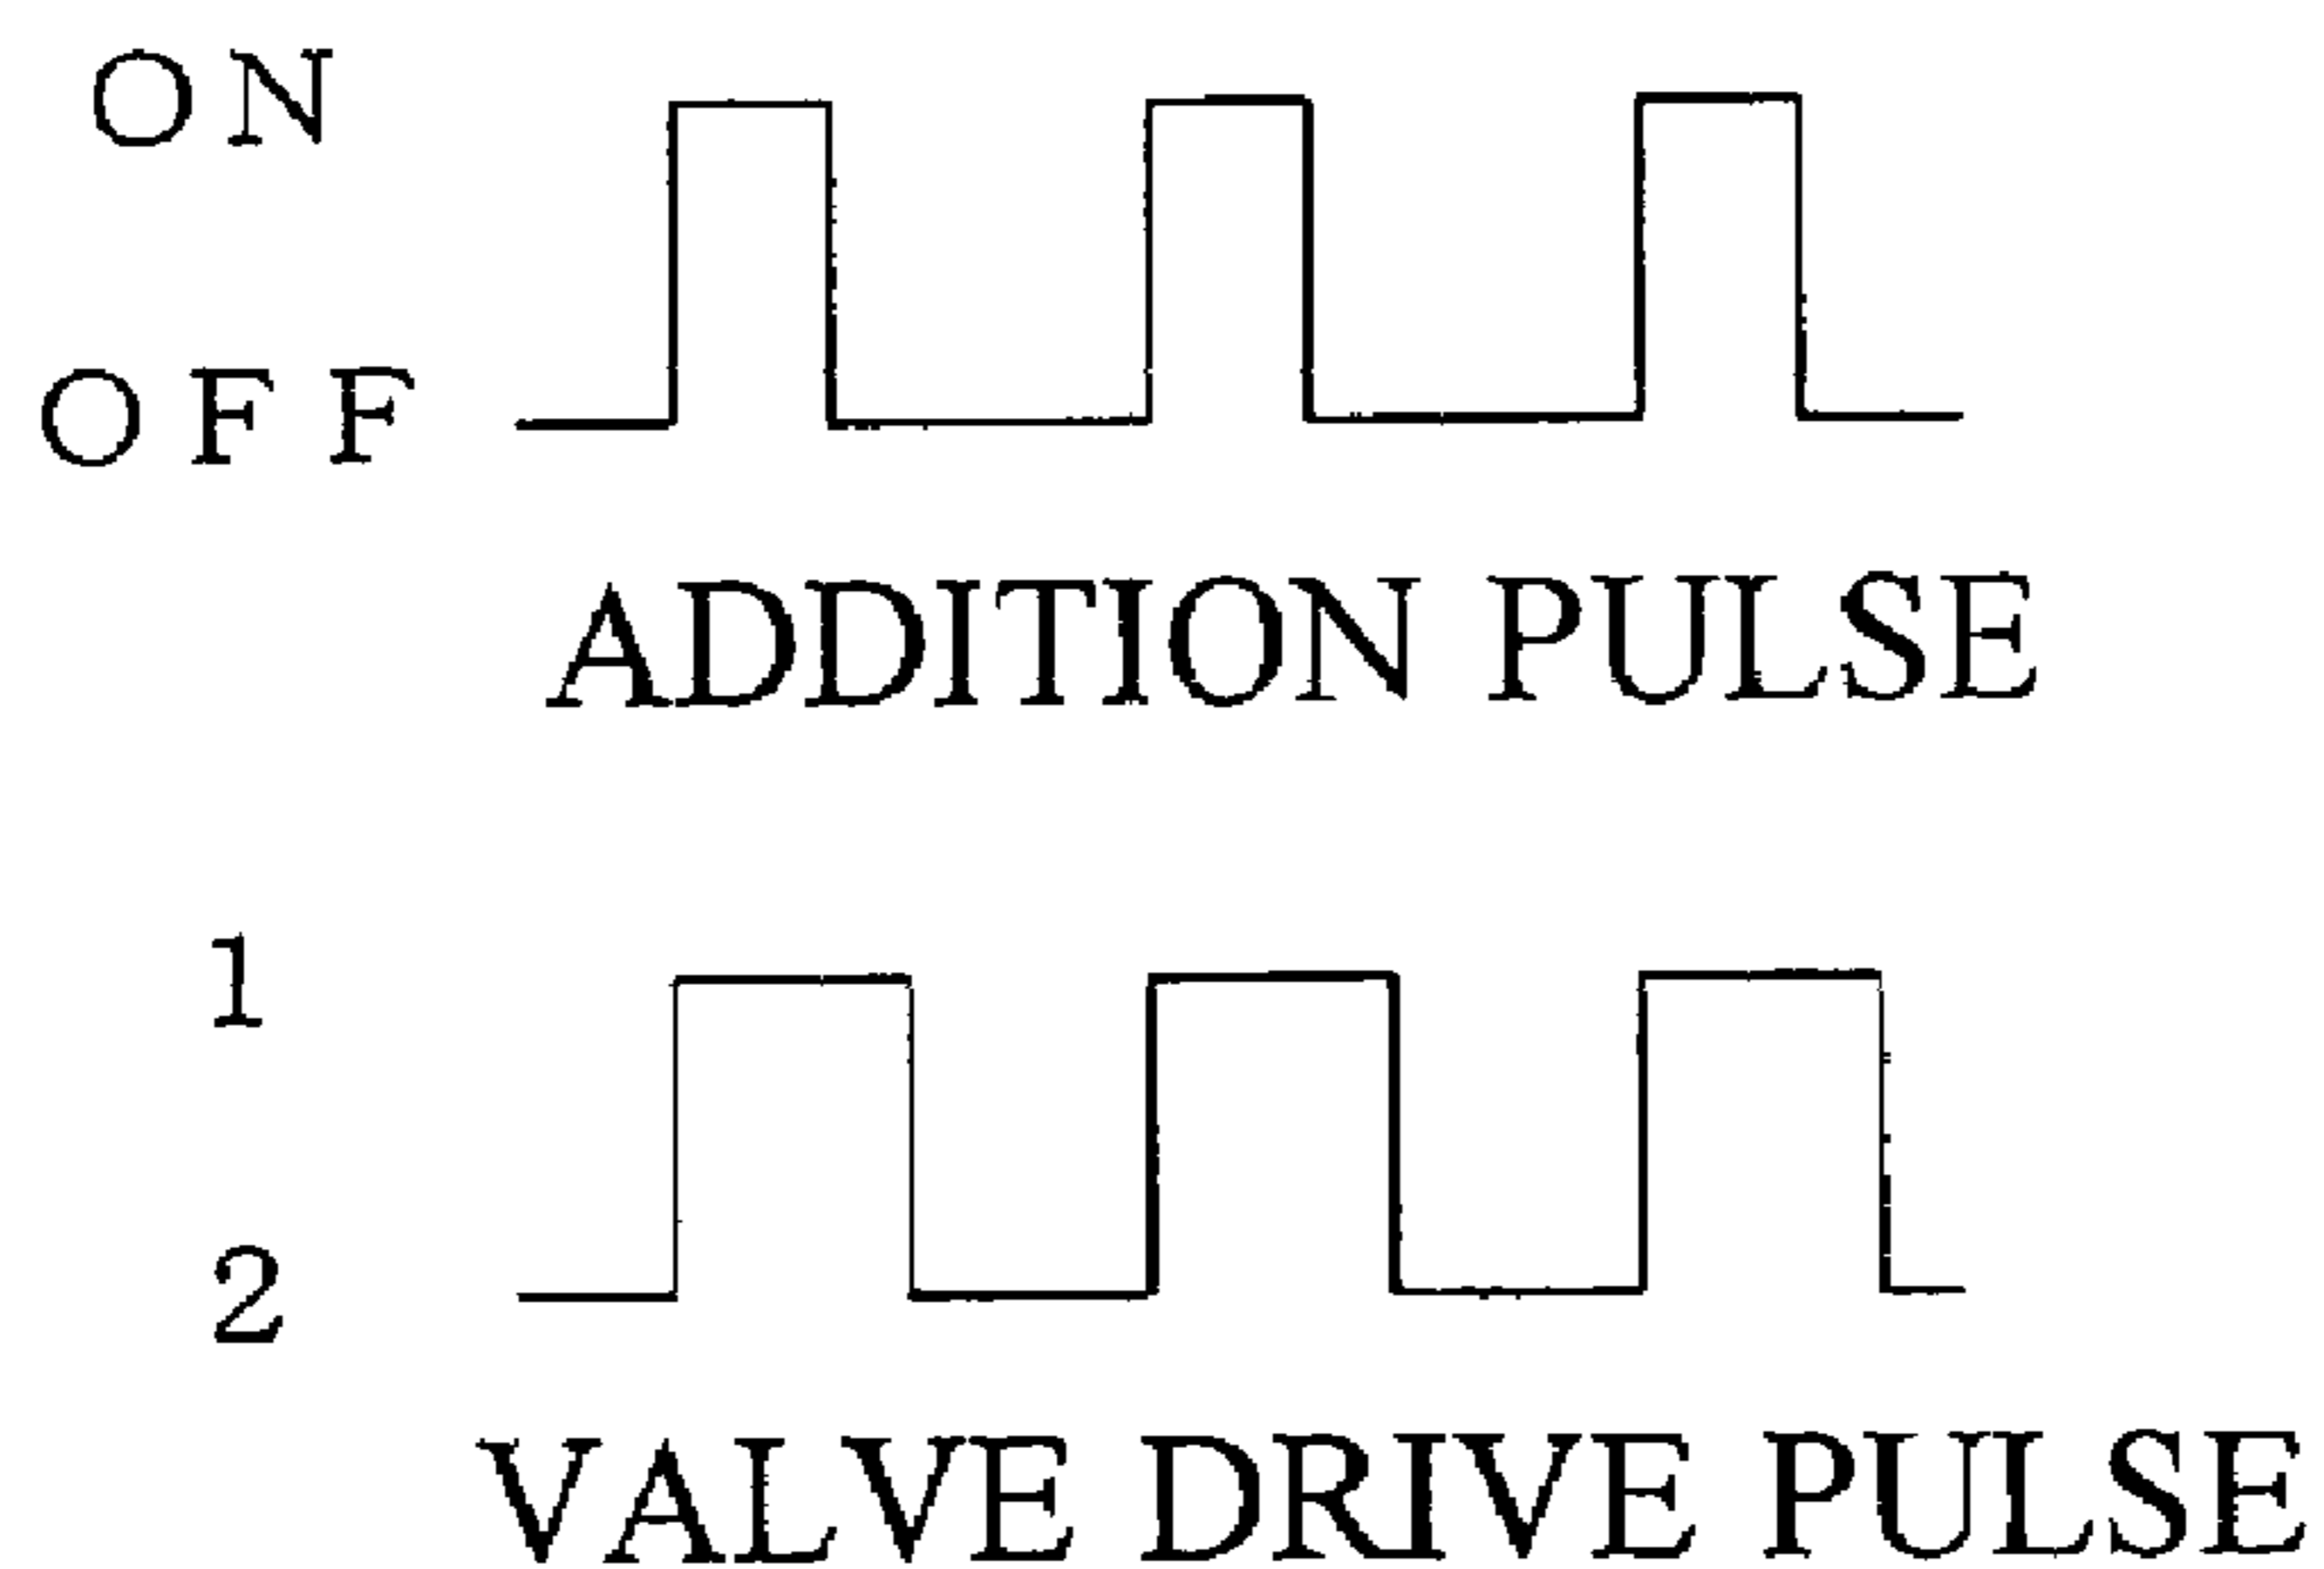 ON
OFF
ADDITION PULSE
1
2
VALVE DRIVE PULSE